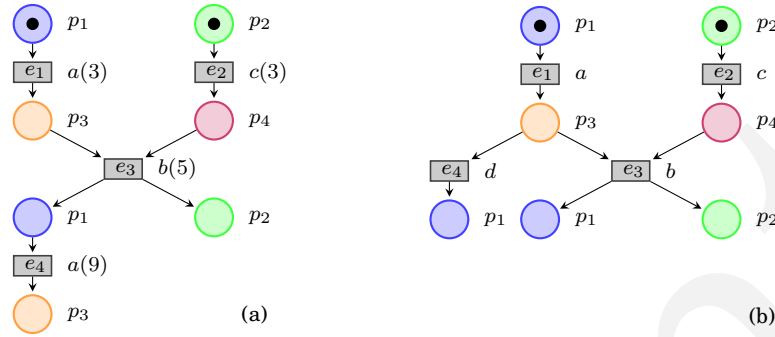 p1 p2 p1 p2
e1 a(3) e2 c(3) e1 a e2 c
p3 p4 p3 p4
e3 b(5) e4 d e3 b
p1 p2 p1 p1 p2
e4 a(9)
p3 (a) (b)